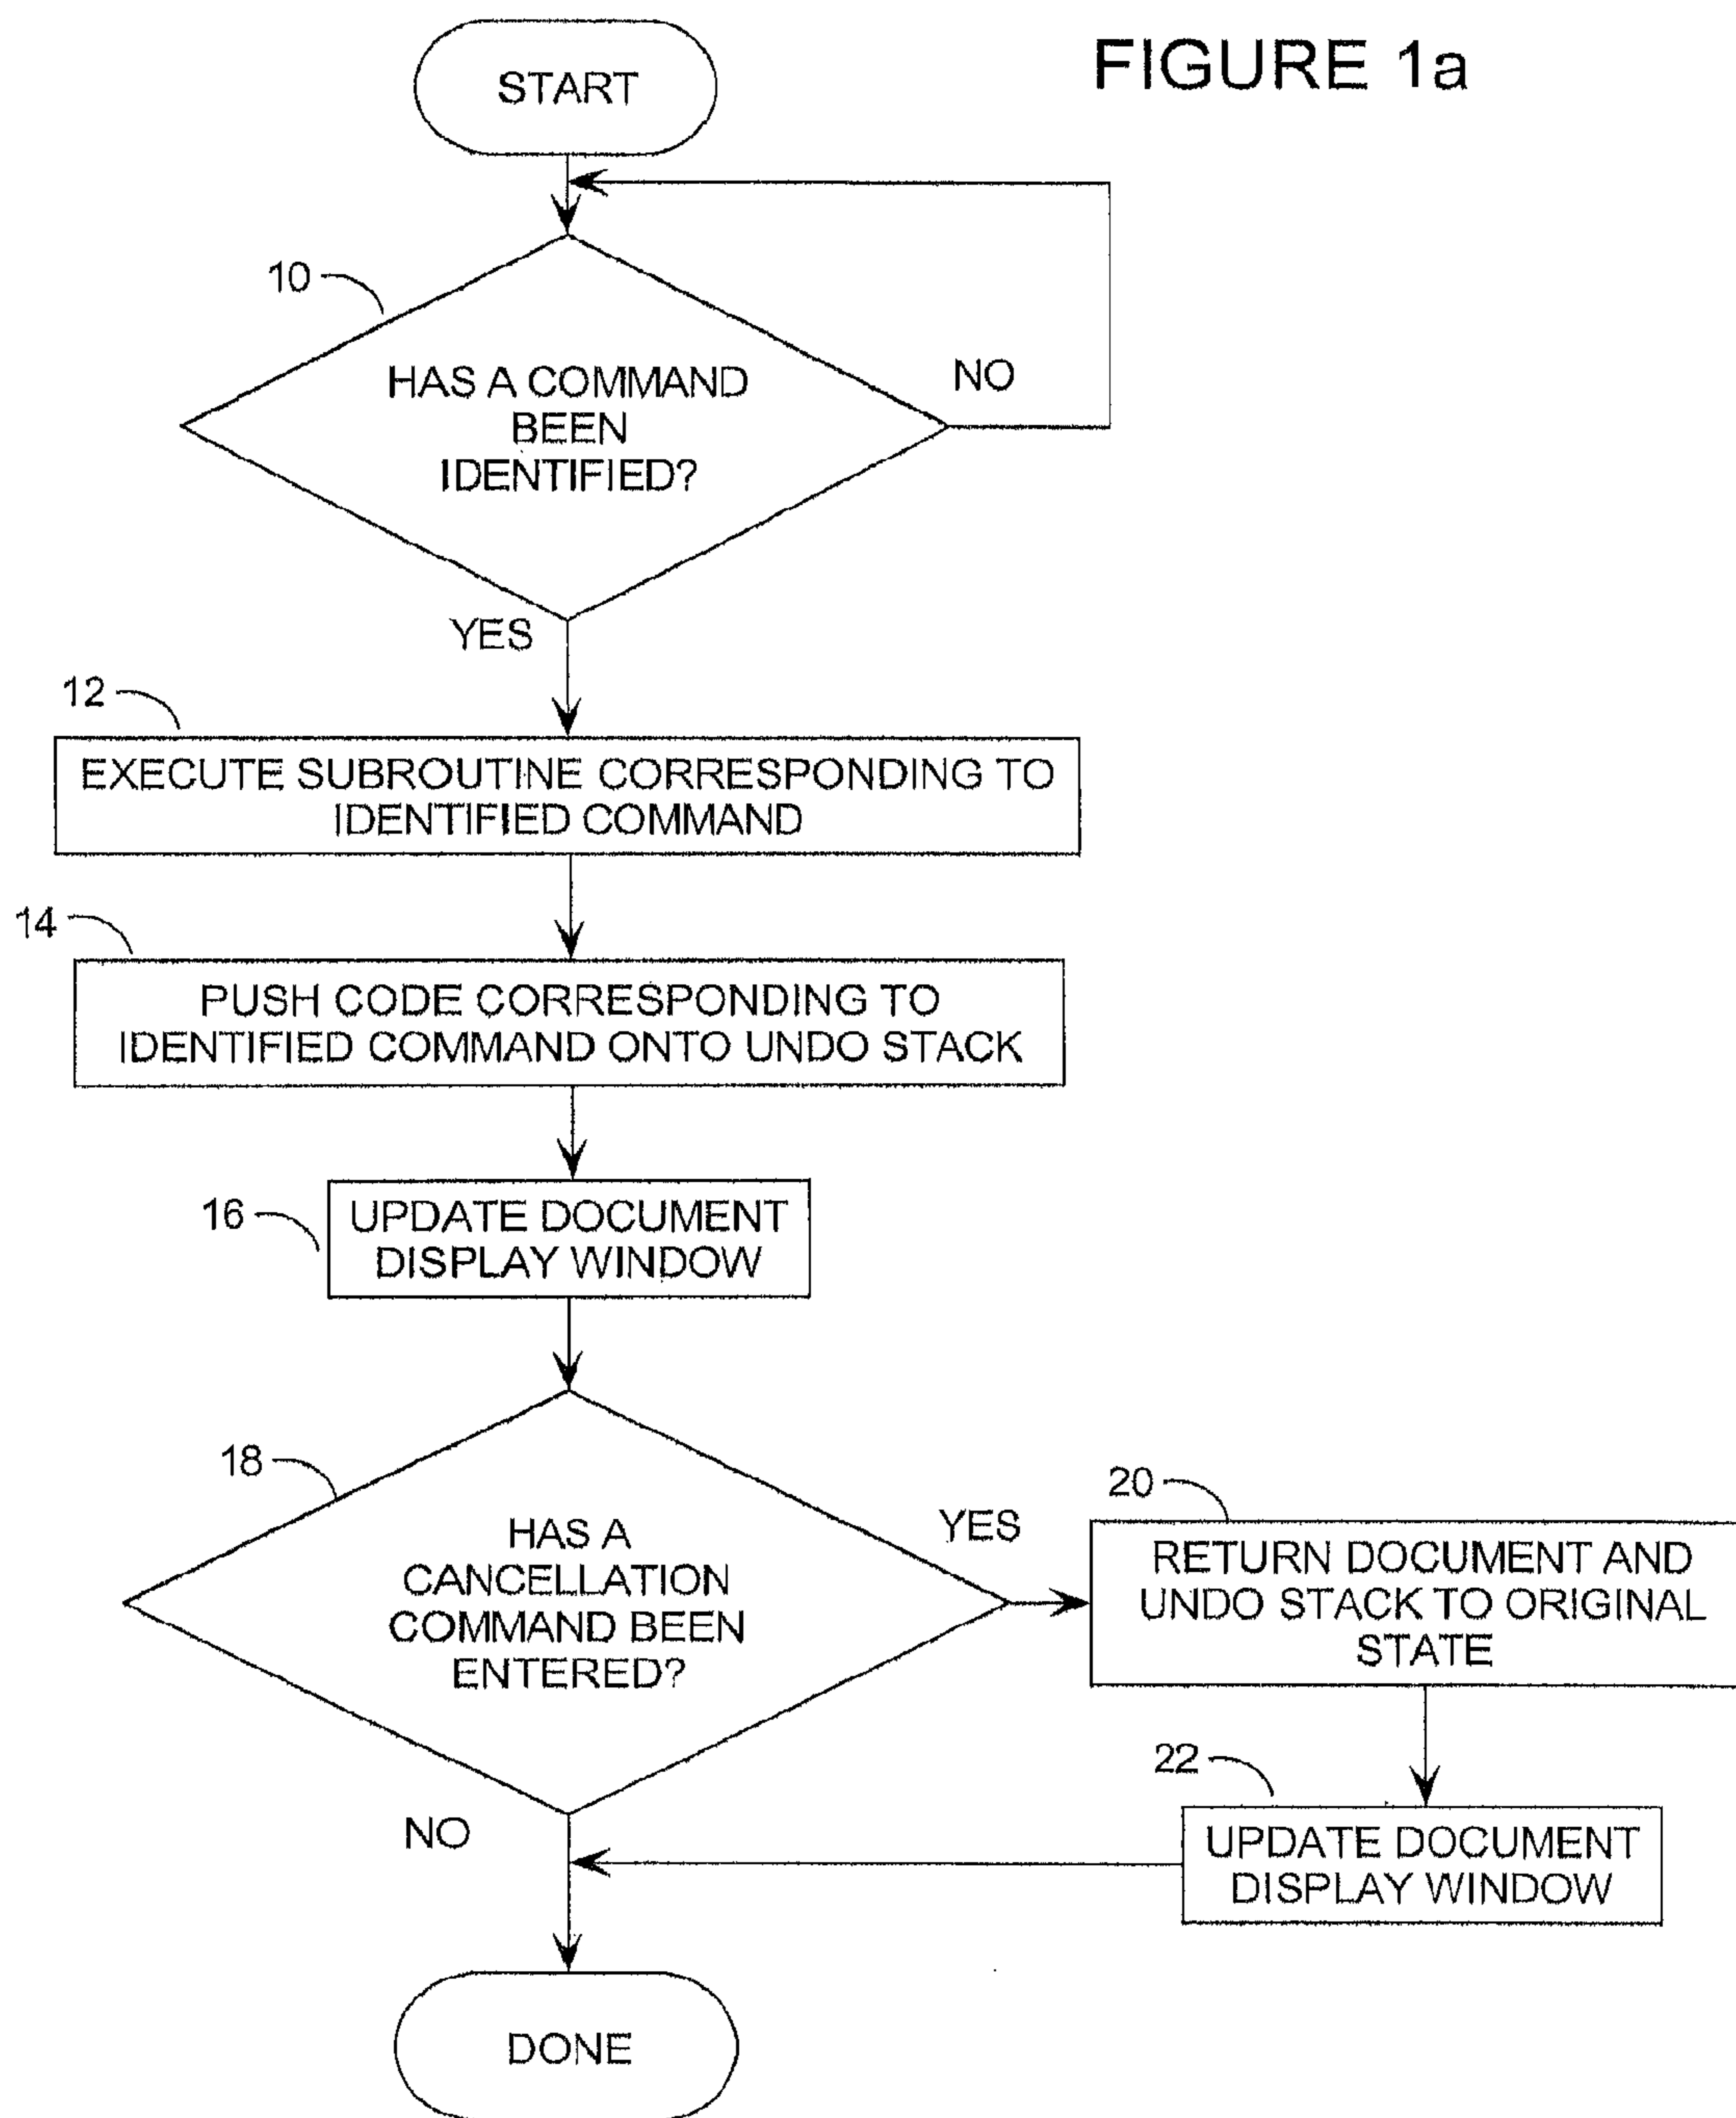 FIGURE 1a
START
10
HAS A COMMAND
BEEN
IDENTIFIED?
NO
YES
12
EXECUTE SUBROUTINE CORRESPONDING TO
IDENTIFIED COMMAND
14
PUSH CODE CORRESPONDING TO
IDENTIFIED COMMAND ONTO UNDO STACK
16
UPDATE DOCUMENT
DISPLAY WINDOW
18
HAS A
CANCELLATION
COMMAND BEEN
ENTERED?
YES
20
RETURN DOCUMENT AND
UNDO STACK TO ORIGINAL
STATE
22
UPDATE DOCUMENT
DISPLAY WINDOW
NO
DONE